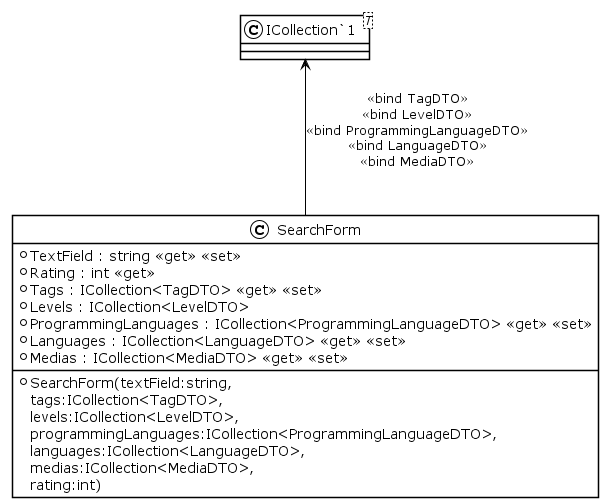 C ICollection`1
T
«bind TagDTO»
«bind LevelDTO»
«bind ProgrammingLanguageDTO»
«bind LanguageDTO»
«bind MediaDTO»
C SearchForm
TextField : string «get» «set»
Rating : int «get»
Tags : ICollection<TagDTO> «get» «set»
Levels : ICollection<LevelDTO>
ProgrammingLanguages : ICollection<ProgrammingLanguageDTO> «get» «set»
Languages : ICollection<LanguageDTO> «get» «set»
Medias : ICollection<MediaDTO> «get» «set»
SearchForm(textField:string,
tags:ICollection<TagDTO>,
levels:ICollection<LevelDTO>,
programmingLanguages:ICollection<ProgrammingLanguageDTO>,
languages:ICollection<LanguageDTO>,
medias:ICollection<MediaDTO>,
rating:int)